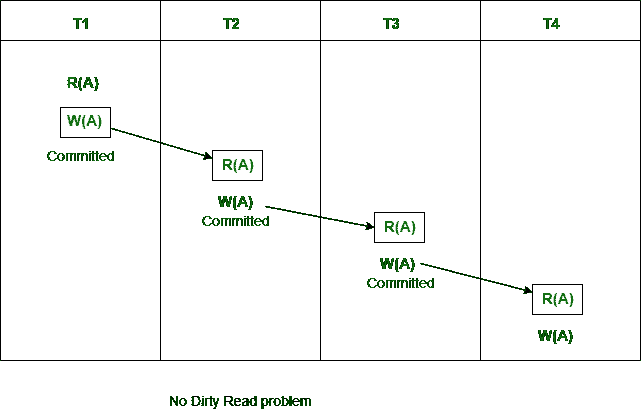 T1 T2 T3 T4
R(A)
W(A)
Committed
R(A)
W(A)
Committed
R(A)
W(A)
Committed
R(A)
W(A)
No Dirty Read problem